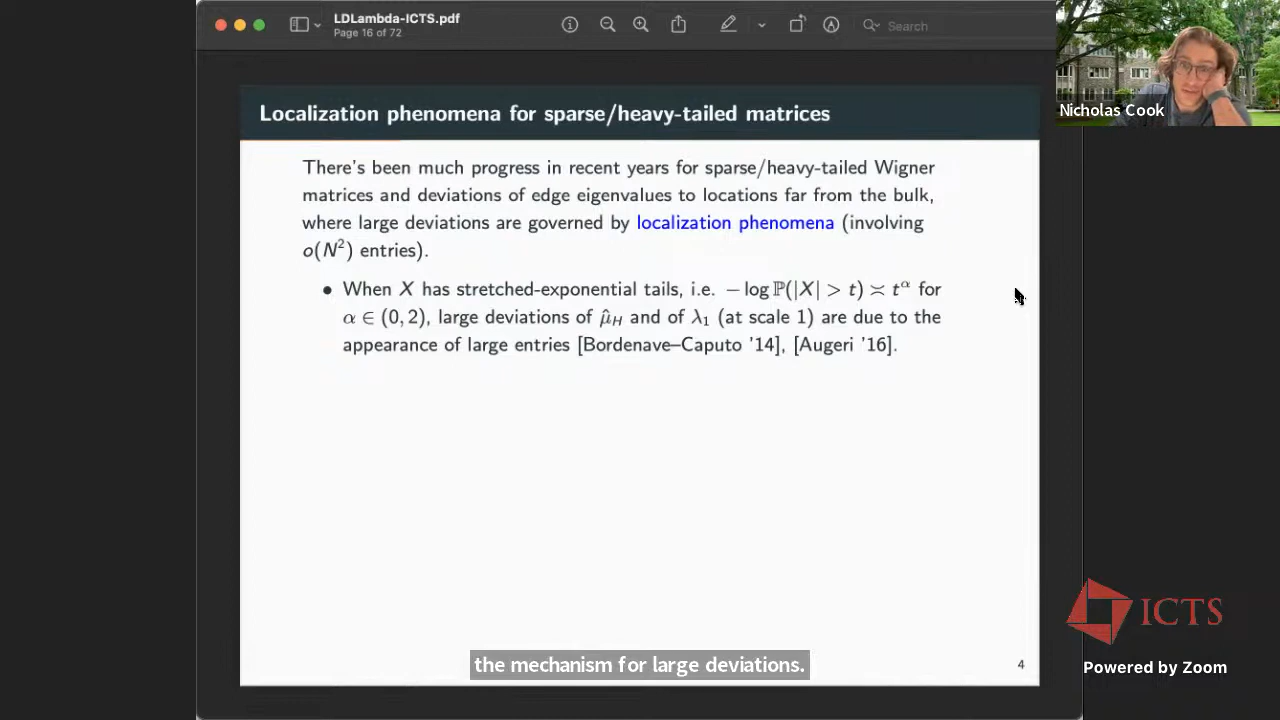 LDLambda-ICTS.pdf
Page 16 of 72
Search
Nicholas Cook
Localization phenomena for sparse/heavy-tailed matrices
There's been much progress in recent years for sparse/heavy-tailed Wigner
matrices and deviations of edge eigenvalues to locations far from the bulk,
where large deviations are governed by localization phenomena (involving
o(N²) entries).
• When X has stretched-exponential tails, i.e. − log ℙ(|X| > t) ≍ t^α for
α ∈ (0, 2), large deviations of μ̂_H and of λ₁ (at scale 1) are due to the
appearance of large entries [Bordenave–Caputo '14], [Augeri '16].
the mechanism for large deviations.
4
ICTS
Powered by Zoom